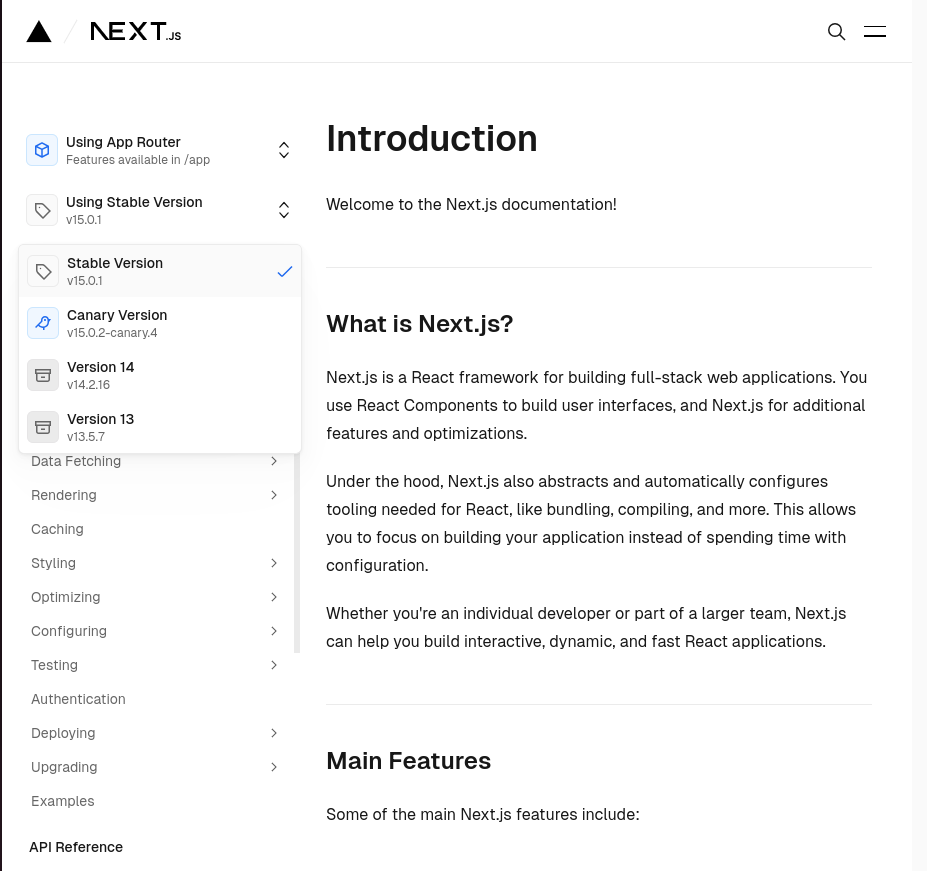 NEXT.JS
Using App Router
Features available in /app
Using Stable Version
v15.0.1
Stable Version
v15.0.1
Canary Version
v15.0.2-canary.4
Version 14
v14.2.16
Version 13
v13.5.7
Data Fetching
Rendering
Caching
Styling
Optimizing
Configuring
Testing
Authentication
Deploying
Upgrading
Examples
API Reference
Introduction
Welcome to the Next.js documentation!
What is Next.js?
Next.js is a React framework for building full-stack web applications. You
use React Components to build user interfaces, and Next.js for additional
features and optimizations.
Under the hood, Next.js also abstracts and automatically configures
tooling needed for React, like bundling, compiling, and more. This allows
you to focus on building your application instead of spending time with
configuration.
Whether you're an individual developer or part of a larger team, Next.js
can help you build interactive, dynamic, and fast React applications.
Main Features
Some of the main Next.js features include: